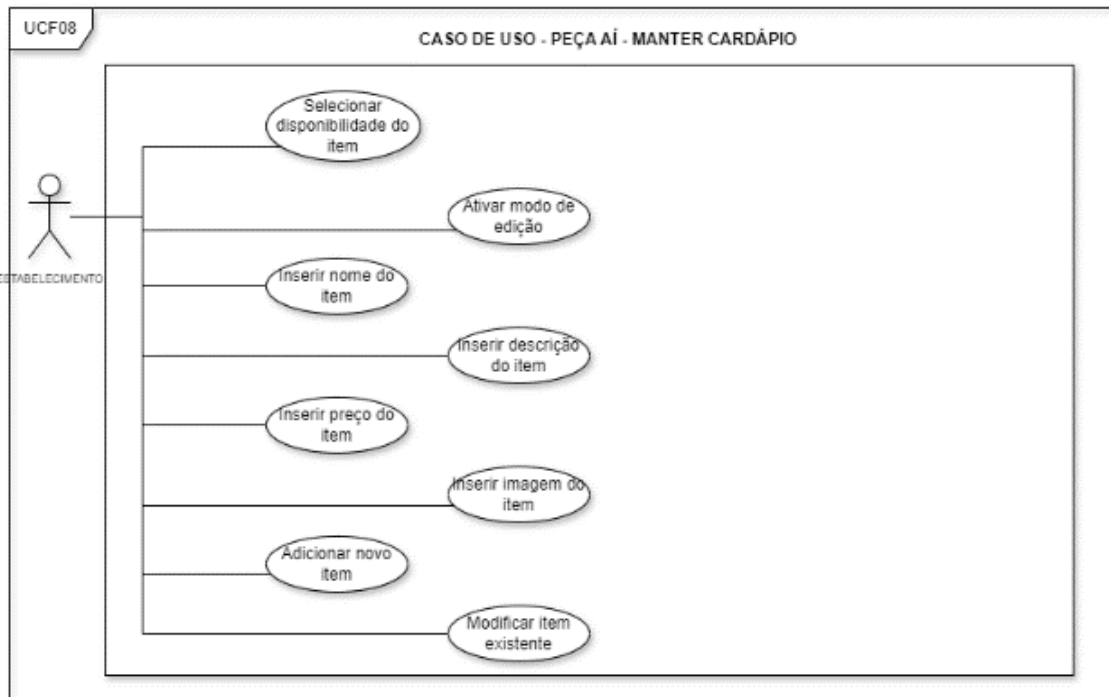 UCF08
CASO DE USO - PEÇA AÍ - MANTER CARDÁPIO
Selecionar
disponibilidade do
item
Ativar modo de
edição
ESTABELECIMENTO
Inserir nome do
item
Inserir descrição
do item
Inserir preço do
item
Inserir imagem do
item
Adicionar novo
item
Modificar item
existente